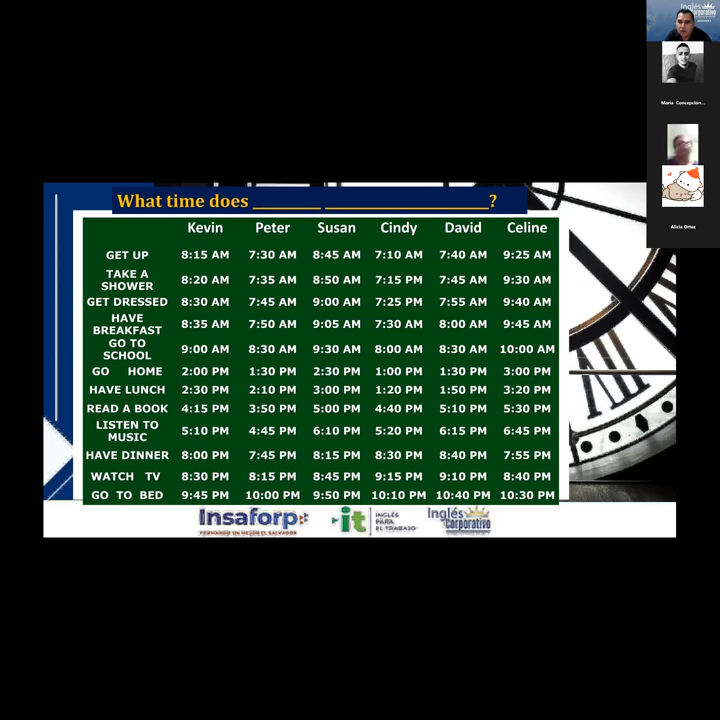 Inglés
Corporativo
María Concepción...
Alicia Ortez
What time does ________ ____________________?
Kevin Peter Susan Cindy David Celine
GET UP 8:15 AM 7:30 AM 8:45 AM 7:10 AM 7:40 AM 9:25 AM
TAKE A SHOWER 8:20 AM 7:35 AM 8:50 AM 7:15 PM 7:45 AM 9:30 AM
GET DRESSED 8:30 AM 7:45 AM 9:00 AM 7:25 PM 7:55 AM 9:40 AM
HAVE BREAKFAST 8:35 AM 7:50 AM 9:05 AM 7:30 AM 8:00 AM 9:45 AM
GO TO SCHOOL 9:00 AM 8:30 AM 9:30 AM 8:00 AM 8:30 AM 10:00 AM
GO HOME 2:00 PM 1:30 PM 2:30 PM 1:00 PM 1:30 PM 3:00 PM
HAVE LUNCH 2:30 PM 2:10 PM 3:00 PM 1:20 PM 1:50 PM 3:20 PM
READ A BOOK 4:15 PM 3:50 PM 5:00 PM 4:40 PM 5:10 PM 5:30 PM
LISTEN TO MUSIC 5:10 PM 4:45 PM 6:10 PM 5:20 PM 6:15 PM 6:45 PM
HAVE DINNER 8:00 PM 7:45 PM 8:15 PM 8:30 PM 8:40 PM 7:55 PM
WATCH TV 8:30 PM 8:15 PM 8:45 PM 9:15 PM 9:10 PM 8:40 PM
GO TO BED 9:45 PM 10:00 PM 9:50 PM 10:10 PM 10:40 PM 10:30 PM
Insaforp
FORMANDO UN MEJOR EL SALVADOR
it
INGLÉS
PARA
EL TRABAJO
Inglés
Corporativo